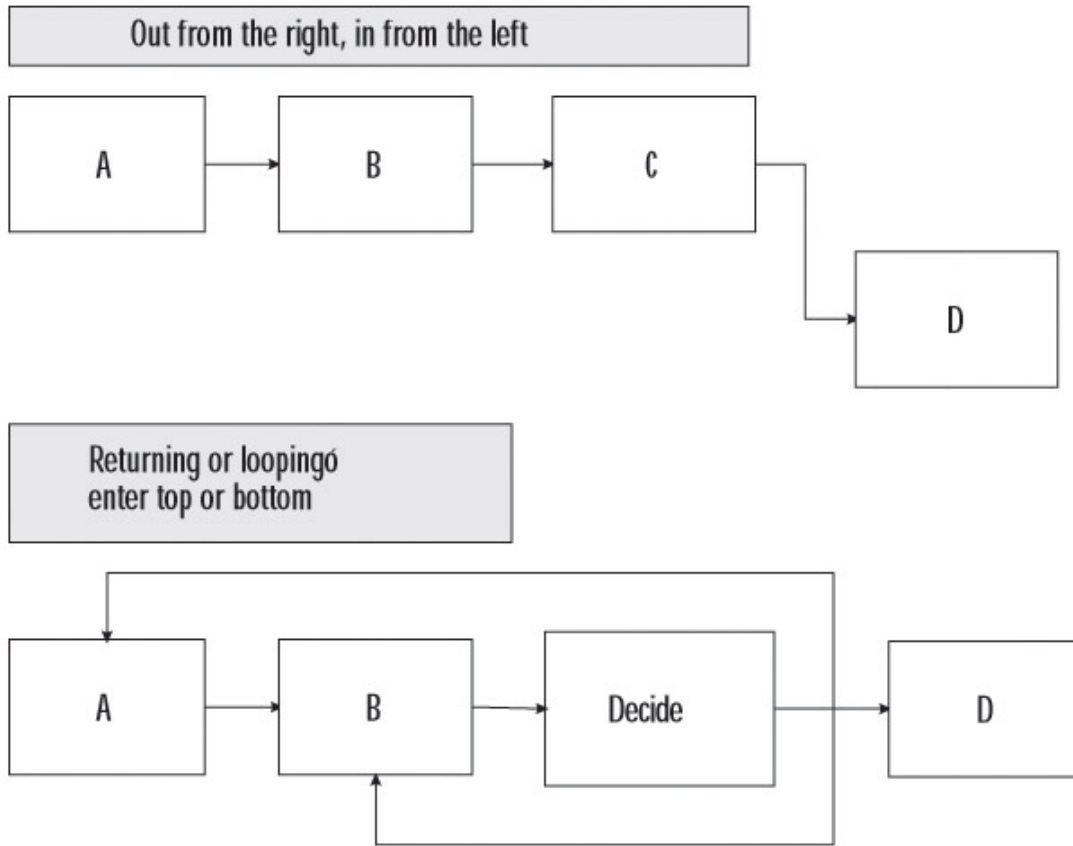 Out from the right, in from the left
A
B
C
D
Returning or loopingó
enter top or bottom
A
B
Decide
D